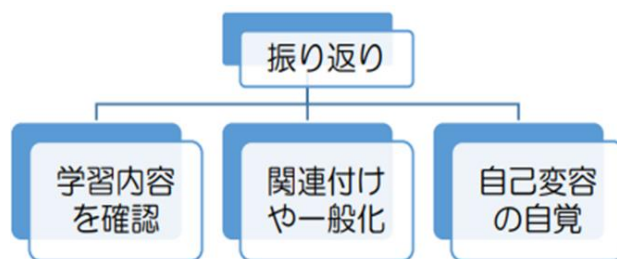 振り返り
学習内容
を確認
関連付け
や一般化
自己変容
の自覚